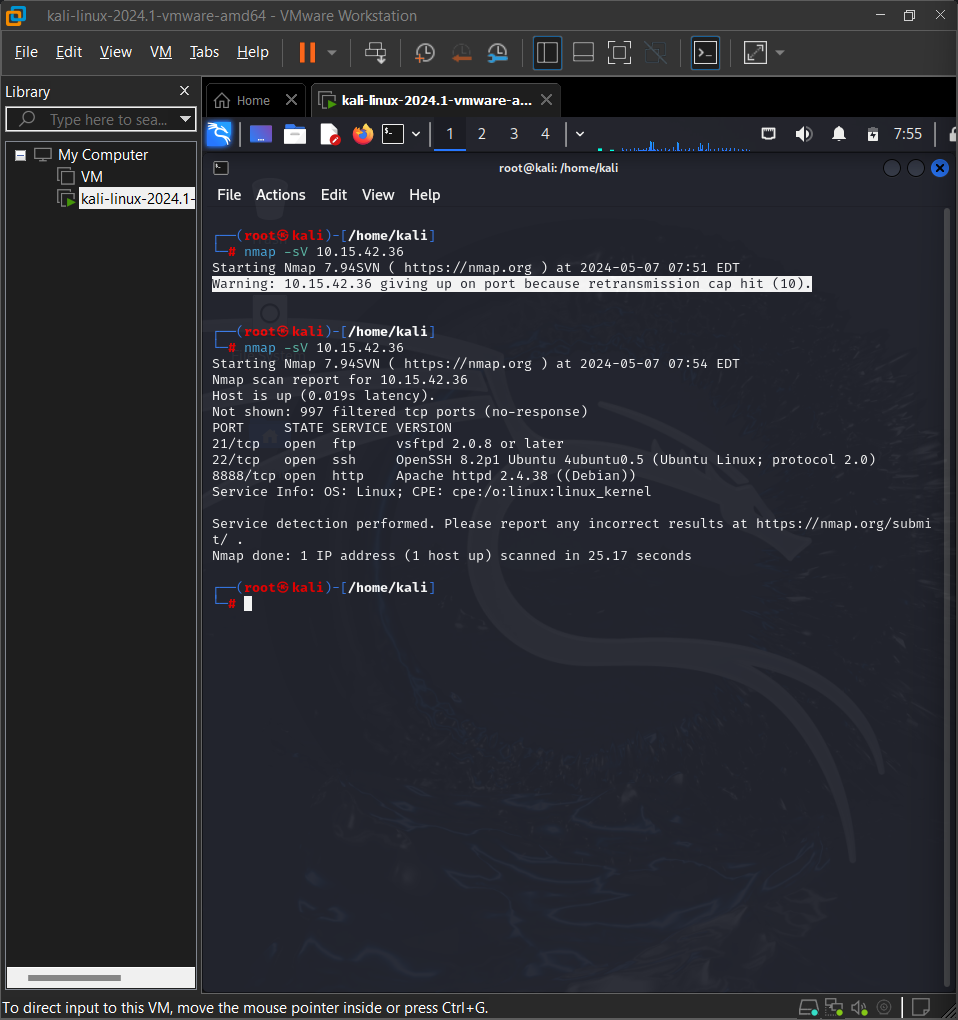 kali-linux-2024.1-vmware-amd64 - VMware Workstation
File Edit View VM Tabs Help
Library
Home
kali-linux-2024.1-vmware-a...
Type here to sea...
1 2 3 4
7:55
My Computer
VM
kali-linux-2024.1-
root@kali: /home/kali
File Actions Edit View Help
┌──(root㉿kali)-[/home/kali]
└─# nmap -sV 10.15.42.36
Starting Nmap 7.94SVN ( https://nmap.org ) at 2024-05-07 07:51 EDT
Warning: 10.15.42.36 giving up on port because retransmission cap hit (10).
┌──(root㉿kali)-[/home/kali]
└─# nmap -sV 10.15.42.36
Starting Nmap 7.94SVN ( https://nmap.org ) at 2024-05-07 07:54 EDT
Nmap scan report for 10.15.42.36
Host is up (0.019s latency).
Not shown: 997 filtered tcp ports (no-response)
PORT     STATE SERVICE VERSION
21/tcp   open  ftp     vsftpd 2.0.8 or later
22/tcp   open  ssh     OpenSSH 8.2p1 Ubuntu 4ubuntu0.5 (Ubuntu Linux; protocol 2.0)
8888/tcp open  http    Apache httpd 2.4.38 ((Debian))
Service Info: OS: Linux; CPE: cpe:/o:linux:linux_kernel
Service detection performed. Please report any incorrect results at https://nmap.org/submi
t/ .
Nmap done: 1 IP address (1 host up) scanned in 25.17 seconds
┌──(root㉿kali)-[/home/kali]
└─#
To direct input to this VM, move the mouse pointer inside or press Ctrl+G.